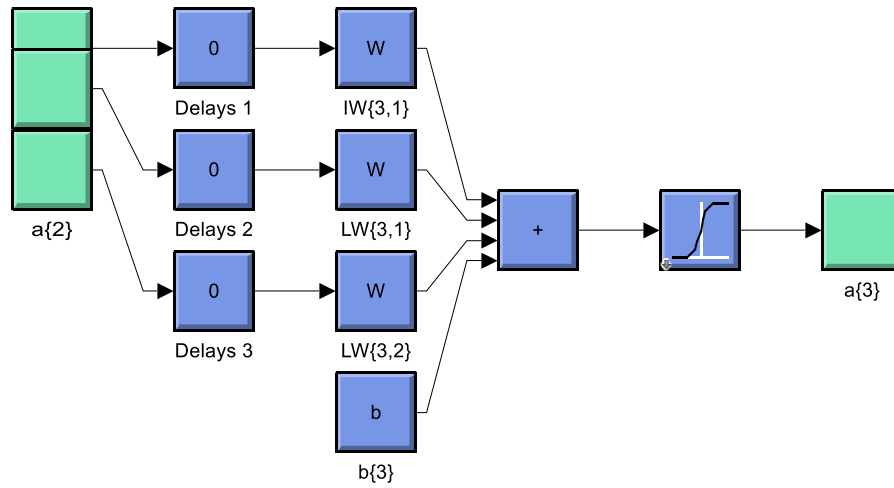 0
W
Delays 1
IW{3,1}
0
W
a{2}
Delays 2
LW{3,1}
+
0
W
a{3}
Delays 3
LW{3,2}
b
b{3}